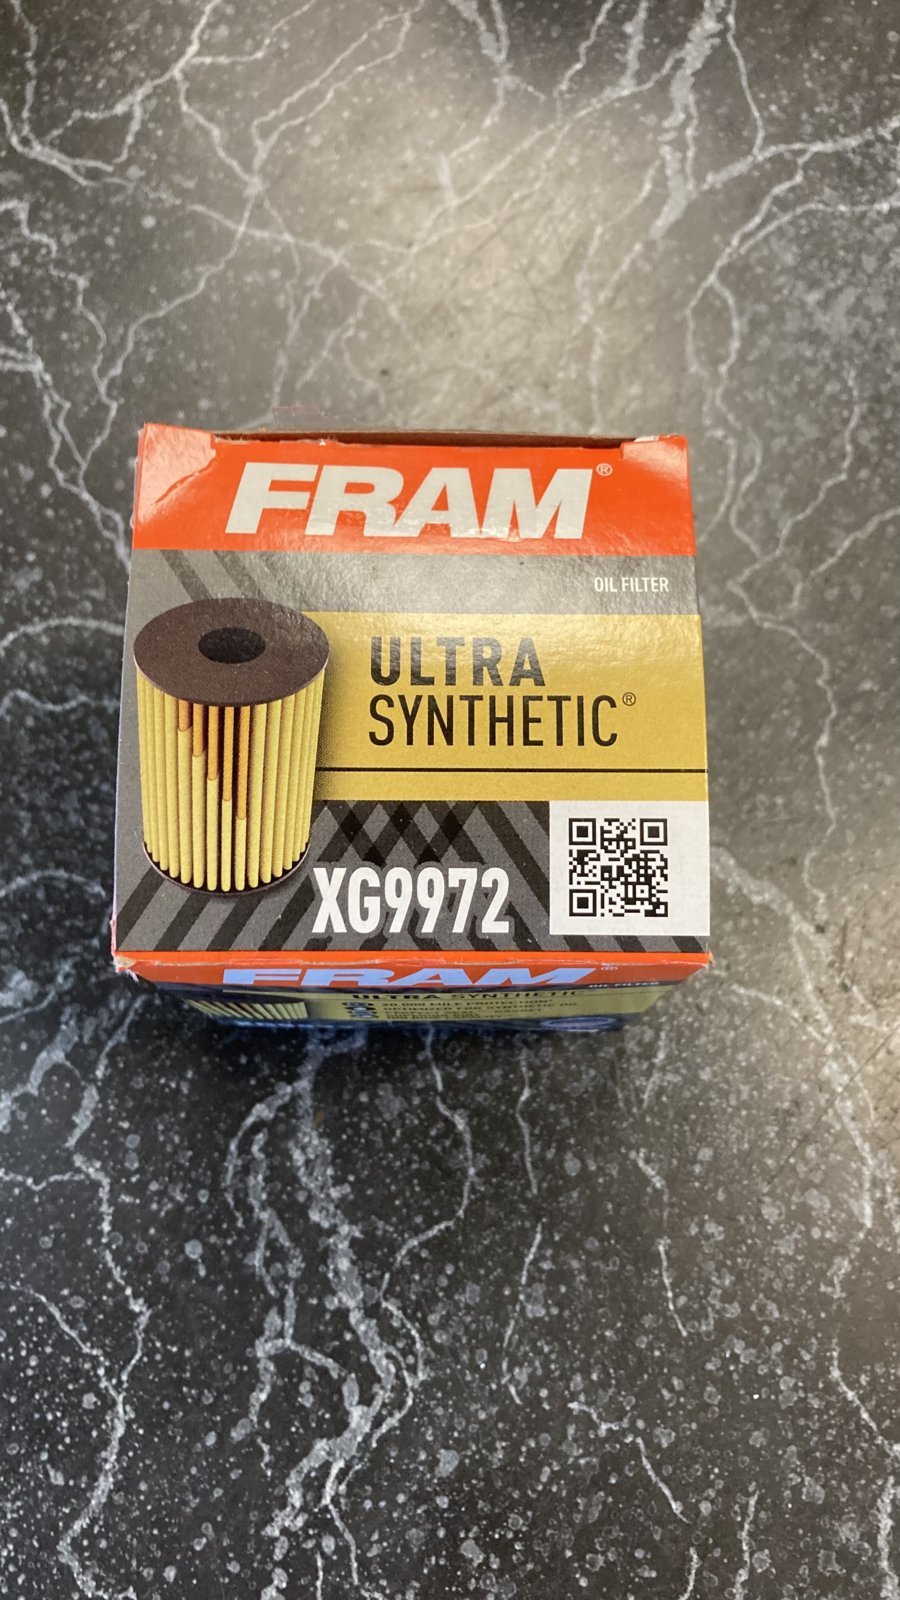 FRAM®
OIL FILTER
ULTRA
SYNTHETIC®
XG9972
FRAM®
OIL FILTER
ULTRA SYNTHETIC